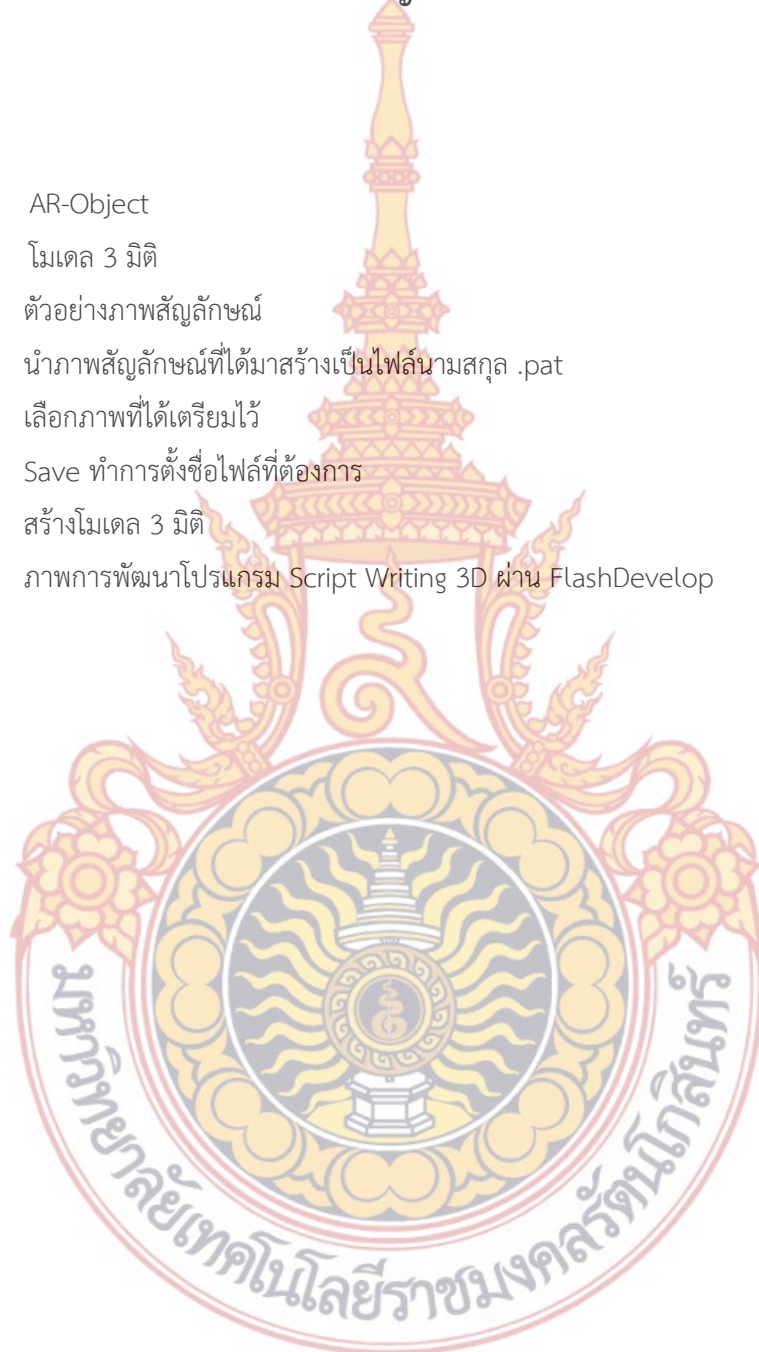 AR-Object
โมเดล 3 มิติ
ตัวอย่างภาพสัญลักษณ์
นำภาพสัญลักษณ์ที่ได้มาสร้างเป็นไฟล์นามสกุล .pat
เลือกภาพที่ได้เตรียมไว้
Save ทำการตั้งชื่อไฟล์ที่ต้องการ
สร้างโมเดล 3 มิติ
ภาพการพัฒนาโปรแกรม Script Writing 3D ผ่าน FlashDevelop
มหาวิทยาลัยเทคโนโลยีราชมงคลรัตนโกสินทร์